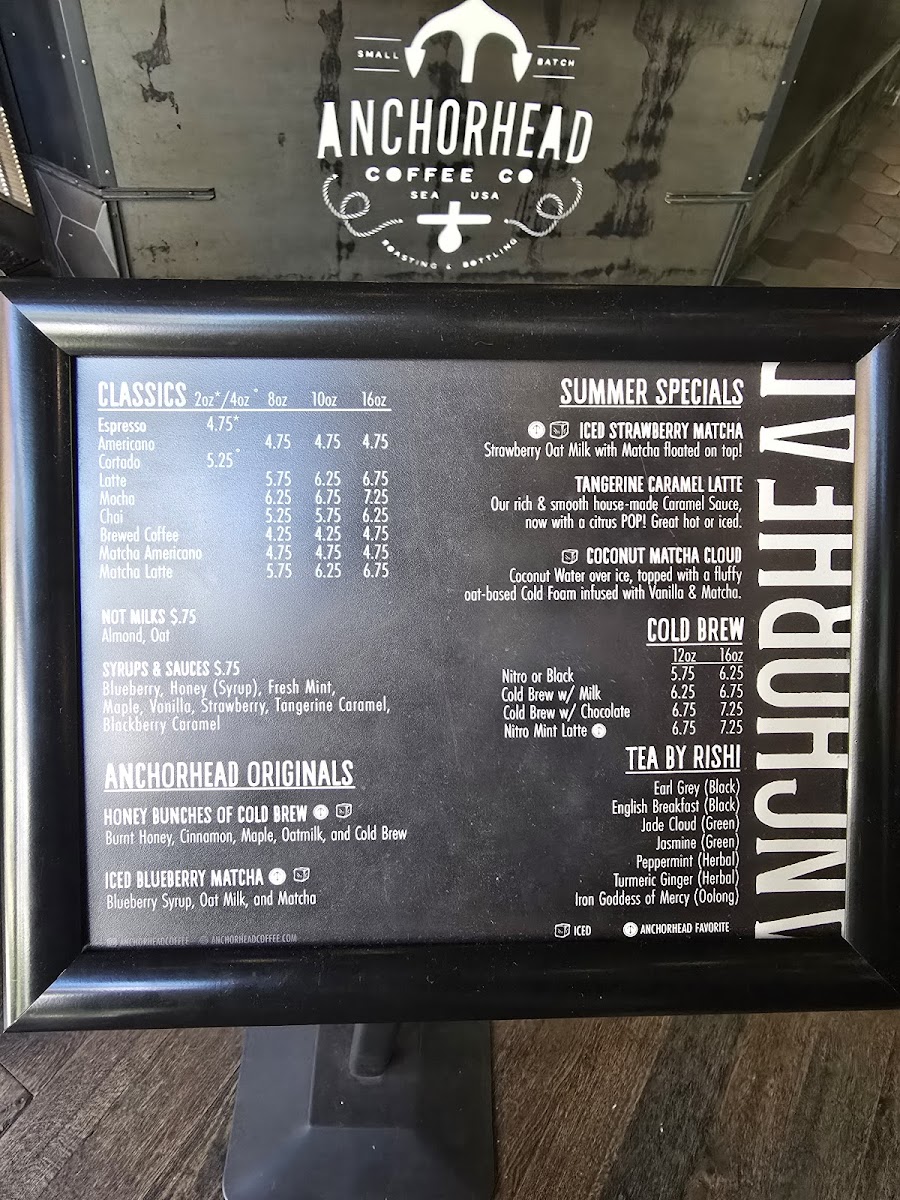 SMALL BATCH
ANCHORHEAD
COFFEE CO
SEA USA
ROASTING & BOTTLING
CLASSICS 2oz*/4oz° 8oz 10oz 16oz
Espresso 4.75*
Americano 4.75 4.75 4.75
Cortado 5.25°
Latte 5.75 6.25 6.75
Mocha 6.25 6.75 7.25
Chai 5.25 5.75 6.25
Brewed Coffee 4.25 4.25 4.75
Matcha Americano 4.75 4.75 4.75
Matcha Latte 5.75 6.25 6.75
NOT MILKS $.75
Almond, Oat
SYRUPS & SAUCES $.75
Blueberry, Honey (Syrup), Fresh Mint,
Maple, Vanilla, Strawberry, Tangerine Caramel,
Blackberry Caramel
ANCHORHEAD ORIGINALS
HONEY BUNCHES OF COLD BREW
Burnt Honey, Cinnamon, Maple, Oatmilk, and Cold Brew
ICED BLUEBERRY MATCHA
Blueberry Syrup, Oat Milk, and Matcha
ANCHORHEADCOFFEE ANCHORHEADCOFFEE.COM
SUMMER SPECIALS
ICED STRAWBERRY MATCHA
Strawberry Oat Milk with Matcha floated on top!
TANGERINE CARAMEL LATTE
Our rich & smooth house-made Caramel Sauce,
now with a citrus POP! Great hot or iced.
COCONUT MATCHA CLOUD
Coconut Water over ice, topped with a fluffy
oat-based Cold Foam infused with Vanilla & Matcha.
COLD BREW
12oz 16oz
Nitro or Black 5.75 6.25
Cold Brew w/ Milk 6.25 6.75
Cold Brew w/ Chocolate 6.75 7.25
Nitro Mint Latte 6.75 7.25
TEA BY RISHI
Earl Grey (Black)
English Breakfast (Black)
Jade Cloud (Green)
Jasmine (Green)
Peppermint (Herbal)
Turmeric Ginger (Herbal)
Iron Goddess of Mercy (Oolong)
ICED ANCHORHEAD FAVORITE
ANCHORHEAD